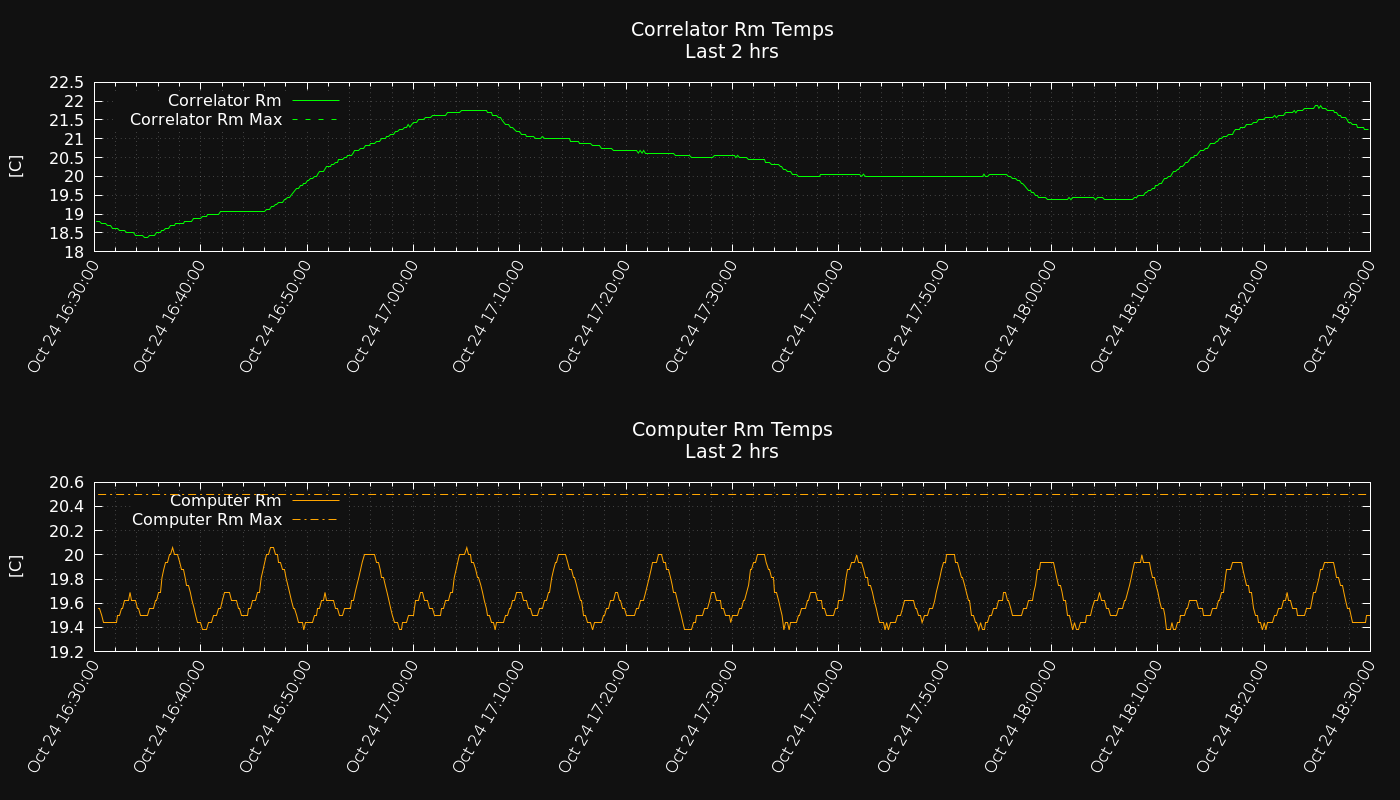 Correlator Rm Temps
Last 2 hrs
[C]
22.5
22
21.5
21
20.5
20
19.5
19
18.5
18
Correlator Rm
Correlator Rm Max
Oct 24 16:30:00
Oct 24 16:40:00
Oct 24 16:50:00
Oct 24 17:00:00
Oct 24 17:10:00
Oct 24 17:20:00
Oct 24 17:30:00
Oct 24 17:40:00
Oct 24 17:50:00
Oct 24 18:00:00
Oct 24 18:10:00
Oct 24 18:20:00
Oct 24 18:30:00
Computer Rm Temps
Last 2 hrs
[C]
20.6
20.4
20.2
20
19.8
19.6
19.4
19.2
Computer Rm
Computer Rm Max
Oct 24 16:30:00
Oct 24 16:40:00
Oct 24 16:50:00
Oct 24 17:00:00
Oct 24 17:10:00
Oct 24 17:20:00
Oct 24 17:30:00
Oct 24 17:40:00
Oct 24 17:50:00
Oct 24 18:00:00
Oct 24 18:10:00
Oct 24 18:20:00
Oct 24 18:30:00